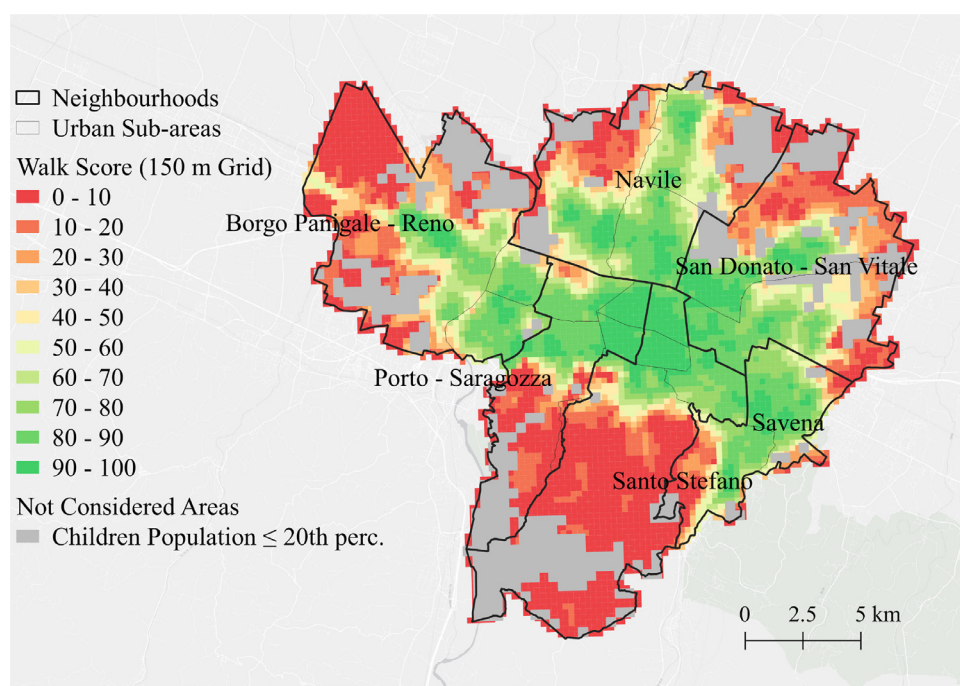 Neighbourhoods
Urban Sub-areas
Walk Score (150 m Grid)
0 - 10
10 - 20
20 - 30
30 - 40
40 - 50
50 - 60
60 - 70
70 - 80
80 - 90
90 - 100
Not Considered Areas
Children Population ≤ 20th perc.
Navile
Borgo Panigale - Reno
San Donato - San Vitale
Porto - Saragozza
Savena
Santo Stefano
0 2.5 5 km